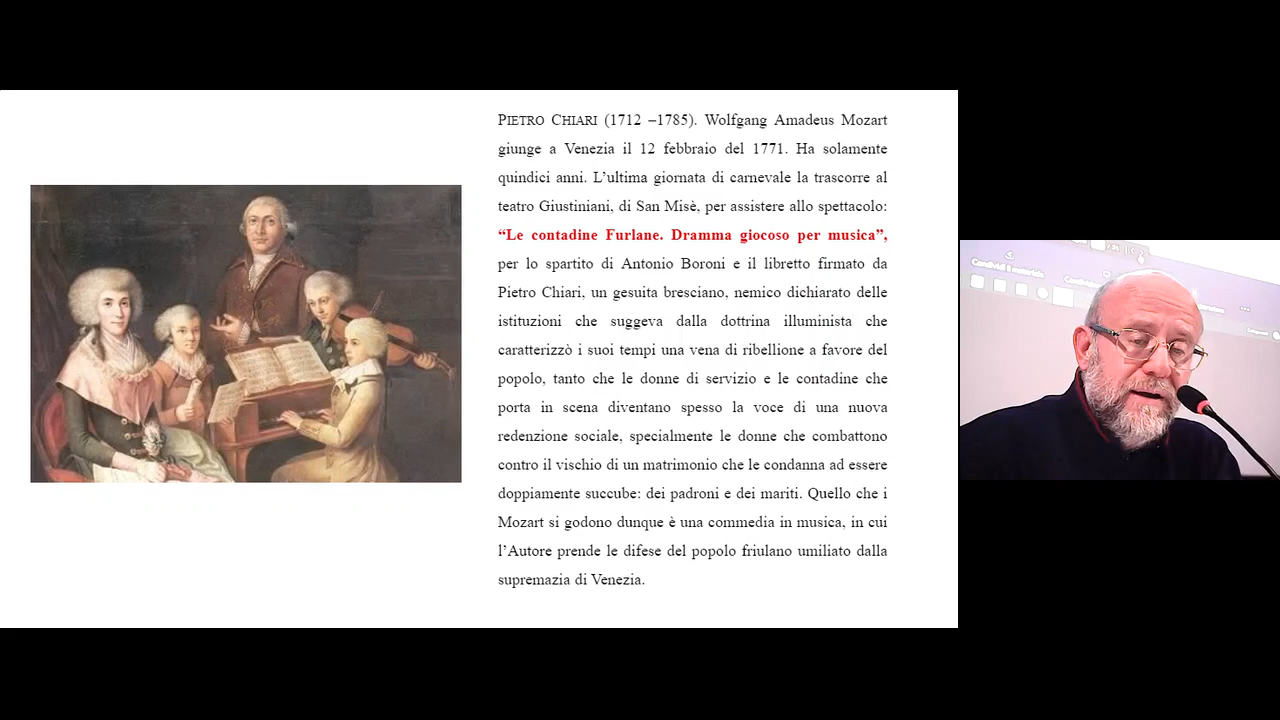 PIETRO CHIARI (1712 –1785). Wolfgang Amadeus Mozart
giunge a Venezia il 12 febbraio del 1771. Ha solamente
quindici anni. L’ultima giornata di carnevale la trascorre al
teatro Giustiniani, di San Misè, per assistere allo spettacolo:
“Le contadine Furlane. Dramma giocoso per musica”,
per lo spartito di Antonio Boroni e il libretto firmato da
Pietro Chiari, un gesuita bresciano, nemico dichiarato delle
istituzioni che suggeva dalla dottrina illuminista che
caratterizzò i suoi tempi una vena di ribellione a favore del
popolo, tanto che le donne di servizio e le contadine che
porta in scena diventano spesso la voce di una nuova
redenzione sociale, specialmente le donne che combattono
contro il vischio di un matrimonio che le condanna ad essere
doppiamente succube: dei padroni e dei mariti. Quello che i
Mozart si godono dunque è una commedia in musica, in cui
l’Autore prende le difese del popolo friulano umiliato dalla
supremazia di Venezia.
Condividi il materiale